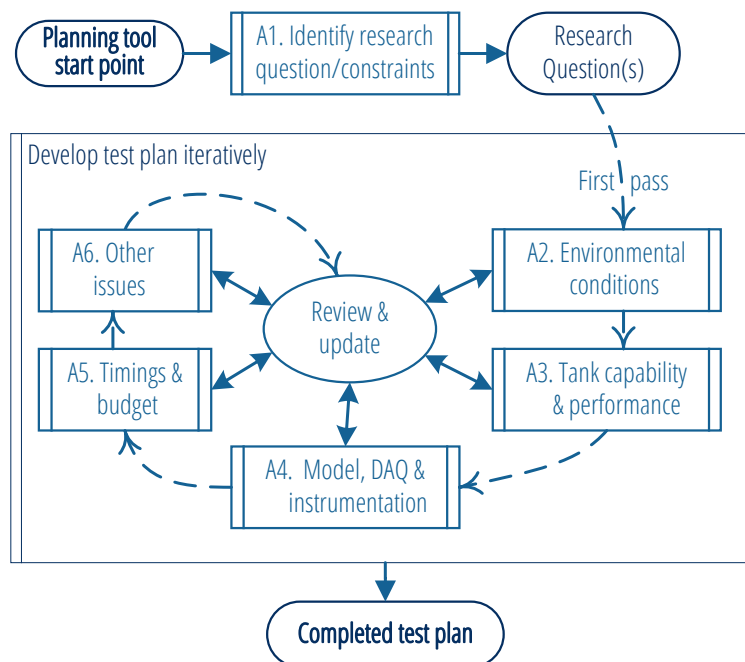 Planning tool
start point
A1. Identify research
question/constraints
Research
Question(s)
Develop test plan iteratively
First pass
A6. Other
issues
A2. Environmental
conditions
Review &
update
A5. Timings &
budget
A3. Tank capability
& performance
A4. Model, DAQ &
instrumentation
Completed test plan